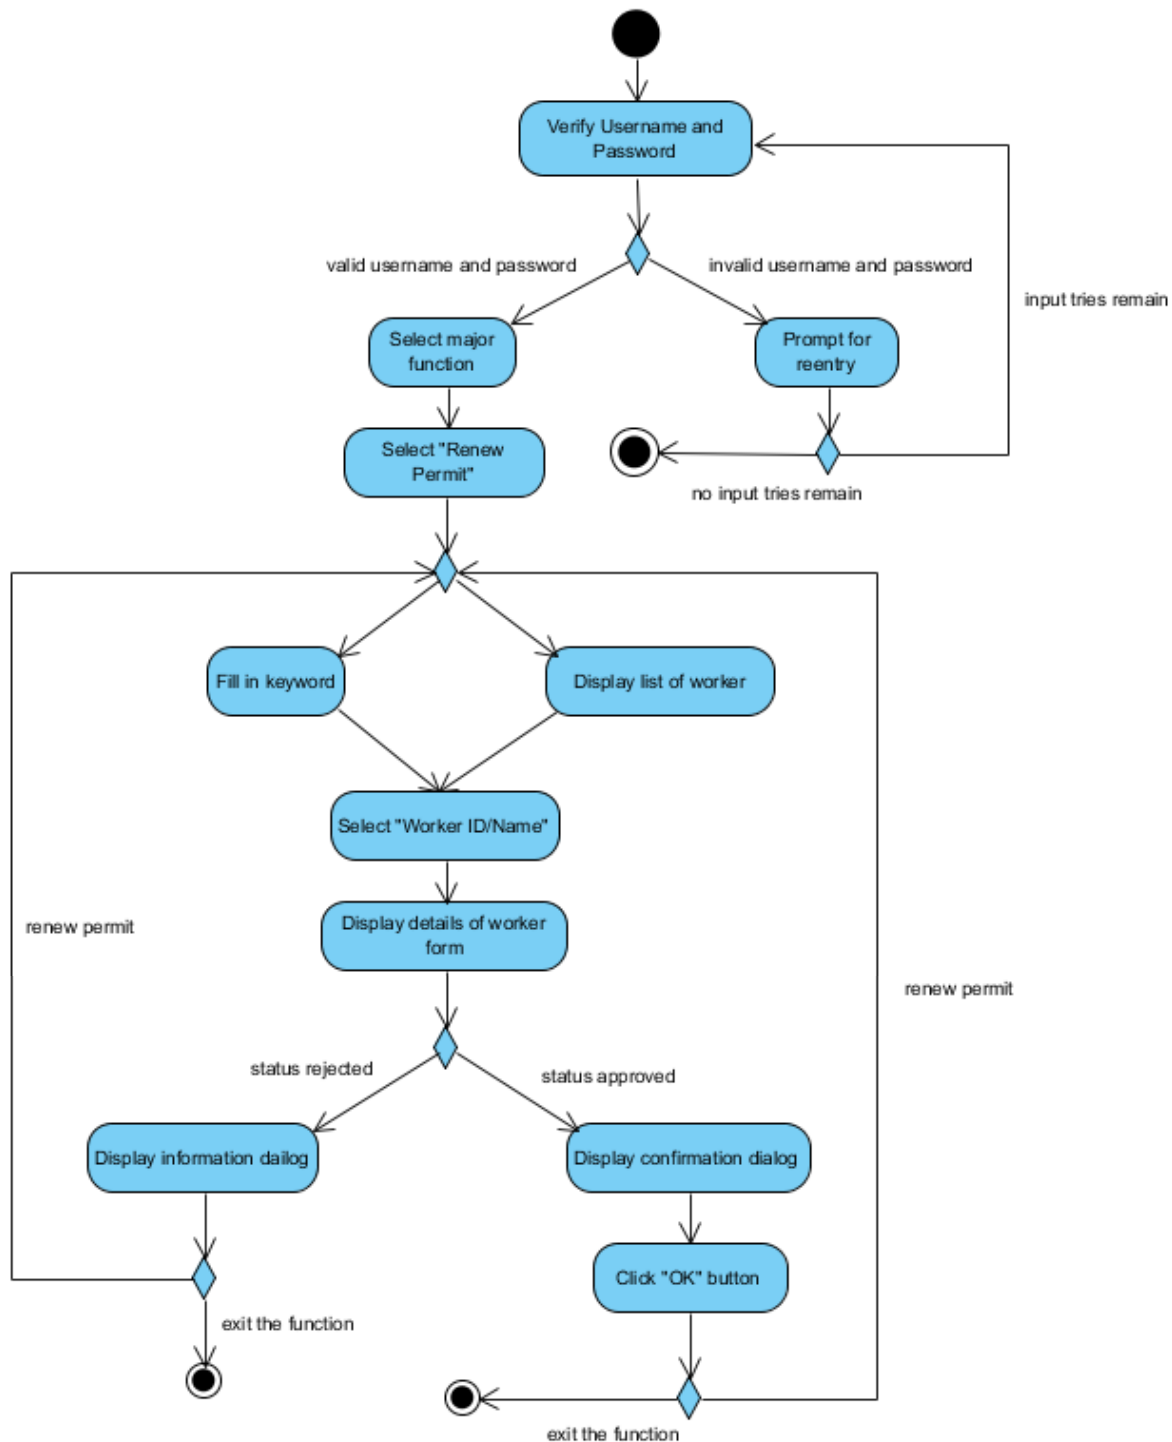 Verify Username and
Password
valid username and password
invalid username and password
input tries remain
Select major
function
Prompt for
reentry
Select "Renew
Permit"
no input tries remain
Fill in keyword
Display list of worker
Select "Worker ID/Name"
Display details of worker
form
renew permit
renew permit
status rejected
status approved
Display information dailog
Display confirmation dialog
Click "OK" button
exit the function
exit the function